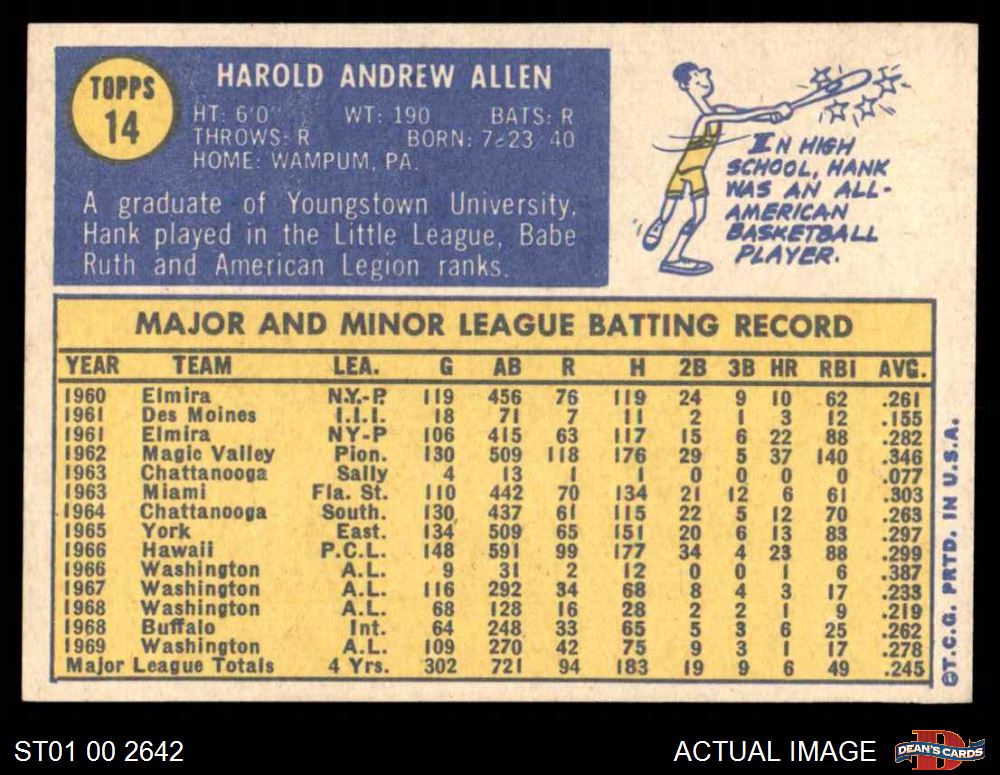 TOPPS
14
HAROLD ANDREW ALLEN
HT: 6'0" WT: 190 BATS: R
THROWS: R BORN: 7-23 40
HOME: WAMPUM, PA.
A graduate of Youngstown University,
Hank played in the Little League, Babe
Ruth and American Legion ranks.
IN HIGH
SCHOOL, HANK
WAS AN ALL-
AMERICAN
BASKETBALL
PLAYER.
MAJOR AND MINOR LEAGUE BATTING RECORD
YEAR TEAM LEA. G AB R H 2B 3B HR RBI AVG.
1960 Elmira N.Y.-P. 119 456 76 119 24 9 10 62 .261
1961 Des Moines I.I.I. 18 71 7 11 2 1 3 12 .155
1961 Elmira NY-P 106 415 63 117 15 6 22 88 .282
1962 Magic Valley Pion. 130 509 118 176 29 5 37 140 .346
1963 Chattanooga Sally 4 13 1 1 0 0 0 0 .077
1963 Miami Fla. St. 110 442 70 134 21 12 6 61 .303
1964 Chattanooga South. 130 437 61 115 22 5 12 70 .263
1965 York East. 134 509 65 151 20 6 13 83 .297
1966 Hawaii P.C.L. 148 591 99 177 34 4 23 88 .299
1966 Washington A.L. 9 31 2 12 0 0 1 6 .387
1967 Washington A.L. 116 292 34 68 8 4 3 17 .233
1968 Washington A.L. 68 128 16 28 2 2 1 9 .219
1968 Buffalo Int. 64 248 33 65 5 3 6 25 .262
1969 Washington A.L. 109 270 42 75 9 3 1 17 .278
Major League Totals 4 Yrs. 302 721 94 183 19 9 6 49 .245
©T.C.G. PRTD. IN U.S.A.
ST01 00 2642
ACTUAL IMAGE
D
DEAN'S CARDS